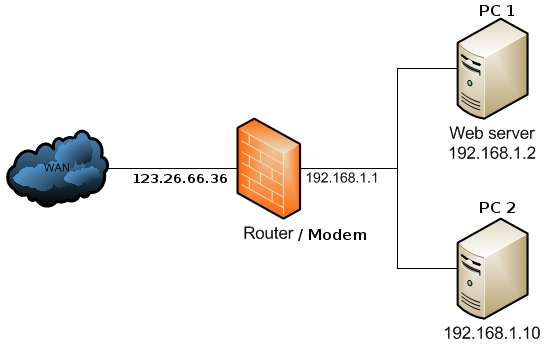 PC 1
Web server
192.168.1.2
WAN
123.26.66.36
192.168.1.1
Router / Modem
PC 2
192.168.1.10